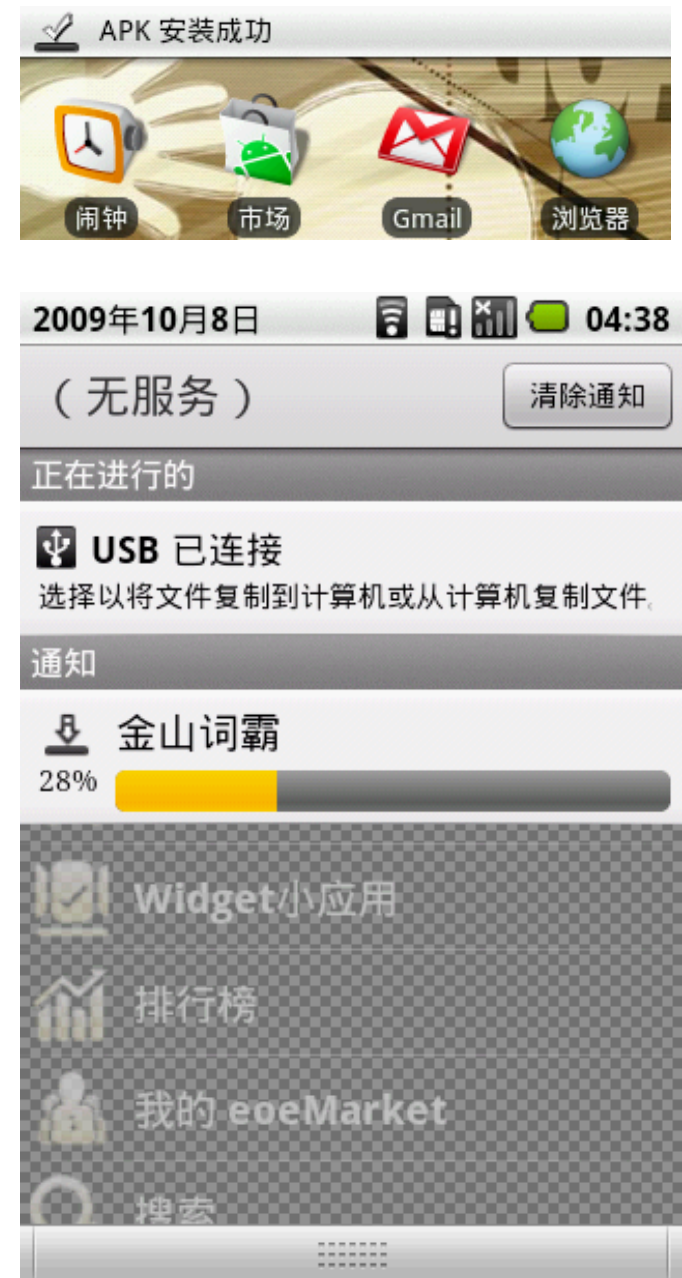 APK 安装成功
闹钟 市场 Gmail 浏览器
2009年10月8日 04:38
（无服务） 清除通知
正在进行的
USB 已连接
选择以将文件复制到计算机或从计算机复制文件。
通知
金山词霸
28%
Widget小应用
排行榜
我的 eoeMarket
搜索